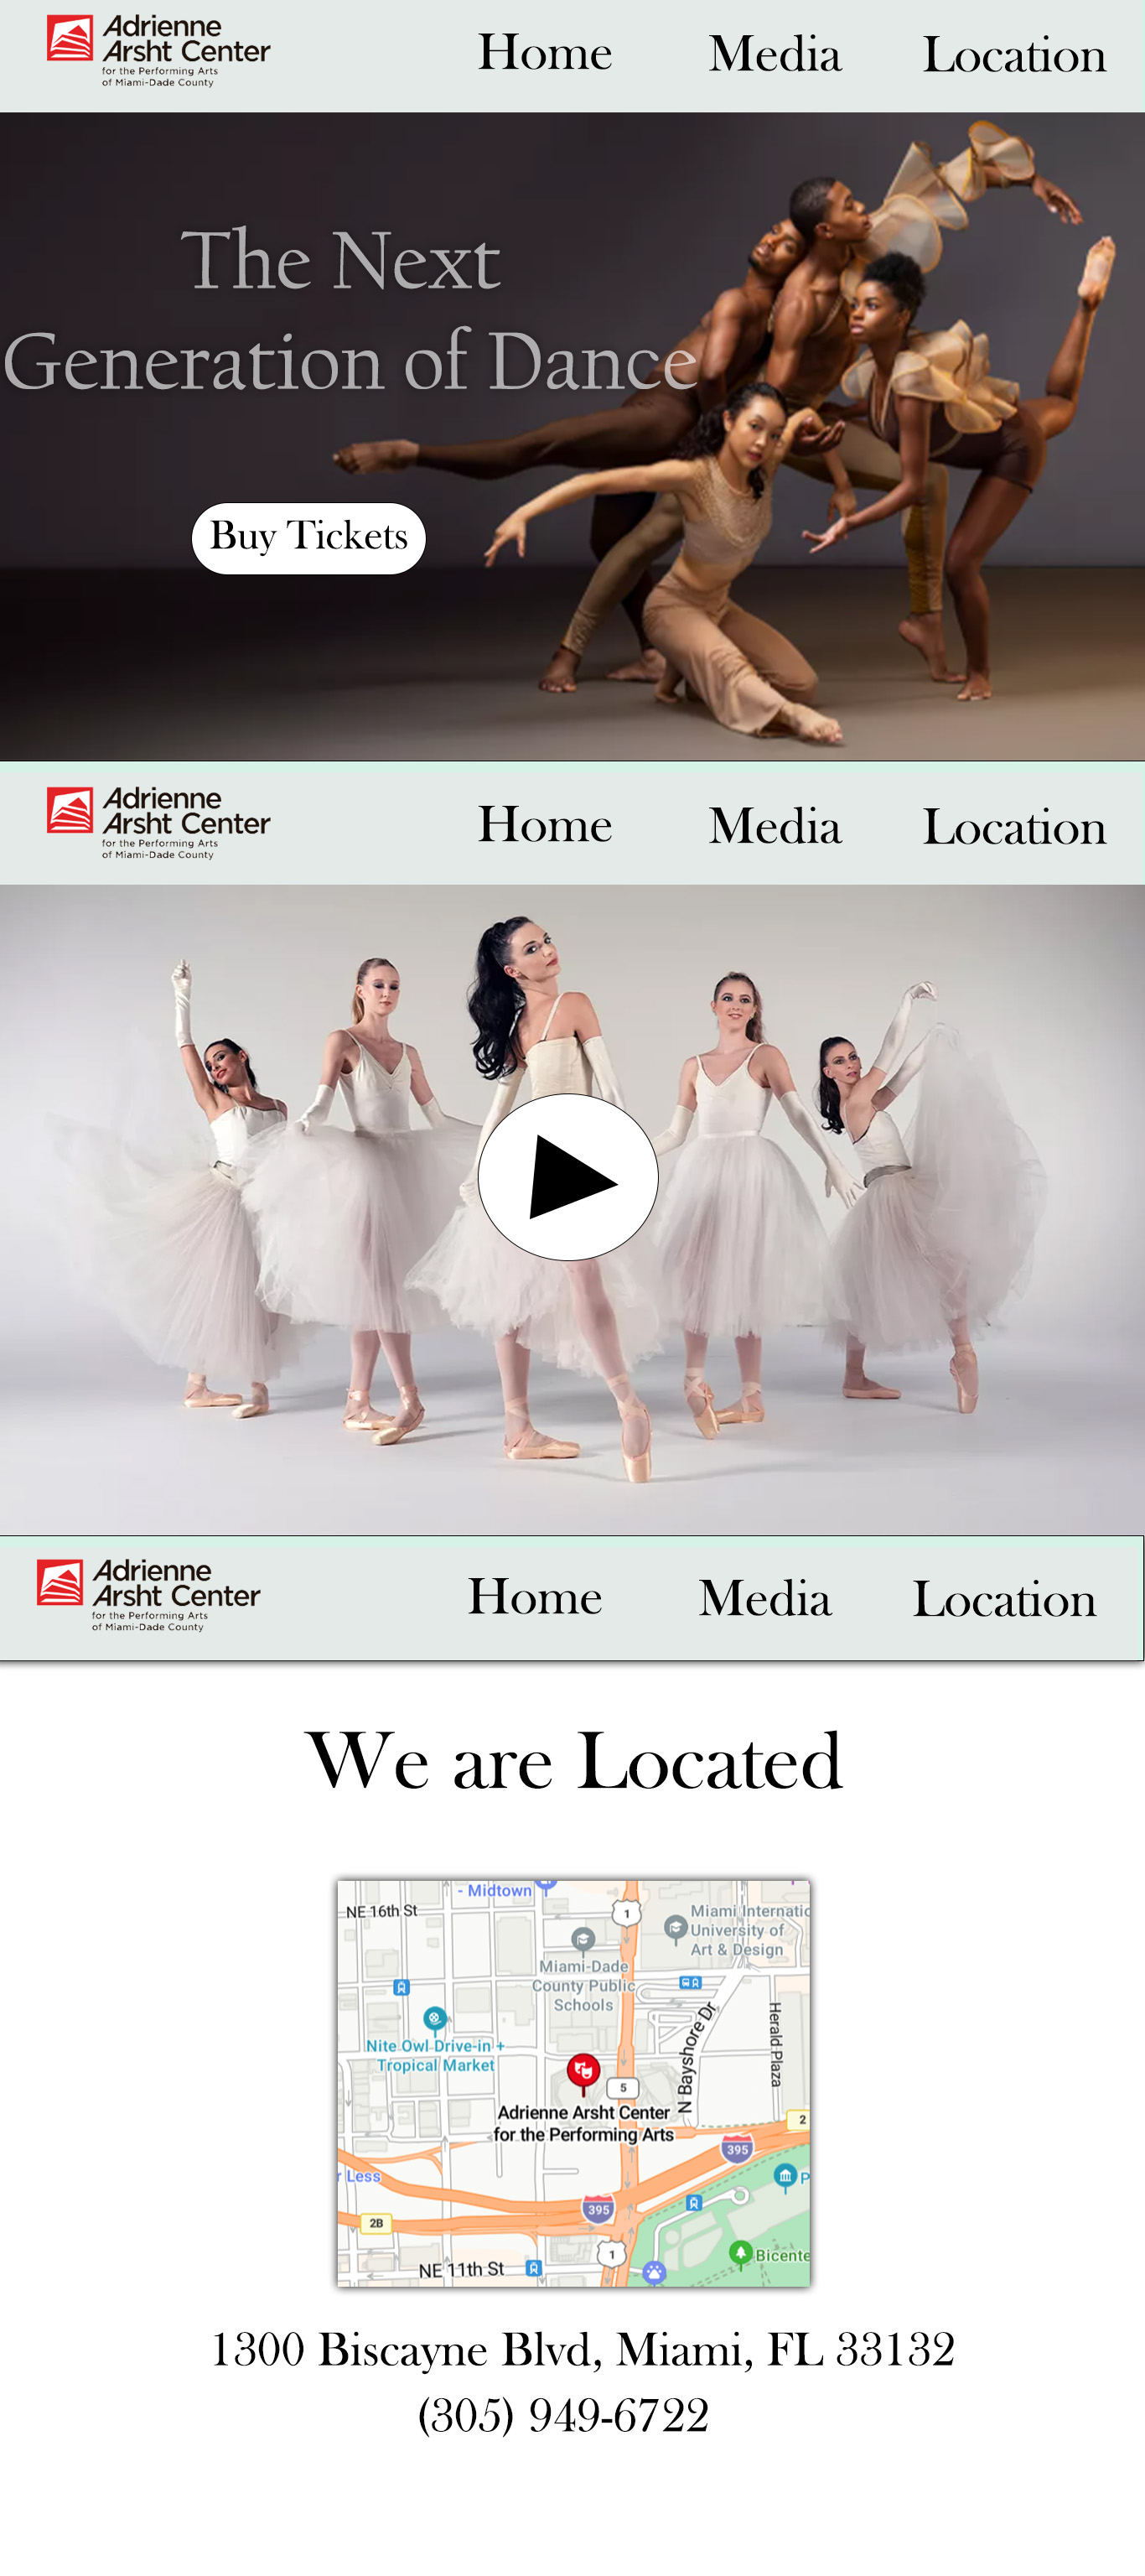 Adrienne
Arsht Center
for the Performing Arts
of Miami-Dade County
Home Media Location
The Next
Generation of Dance
Buy Tickets
Adrienne
Arsht Center
for the Performing Arts
of Miami-Dade County
Home Media Location
Adrienne
Arsht Center
for the Performing Arts
of Miami-Dade County
Home Media Location
We are Located
- Midtown
NE 16th St
1
Miami Internatio
University of
Art & Design
Miami-Dade
County Public
Schools
N Bayshore Dr
Herald Plaza
Nite Owl Drive-in +
Tropical Market
5
Adrienne Arsht Center
for the Performing Arts
2
395
r Less
P
395
2B
1
Bicente
NE 11th St
1300 Biscayne Blvd, Miami, FL 33132
(305) 949-6722